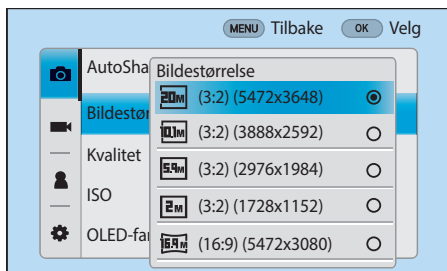 MENU Tilbake OK Velg
AutoSha
Bildestørrelse
20M (3:2) (5472x3648)
Bildestør
10.1M (3:2) (3888x2592)
Kvalitet
5.9M (3:2) (2976x1984)
ISO
2M (3:2) (1728x1152)
OLED-far
16.9M (16:9) (5472x3080)